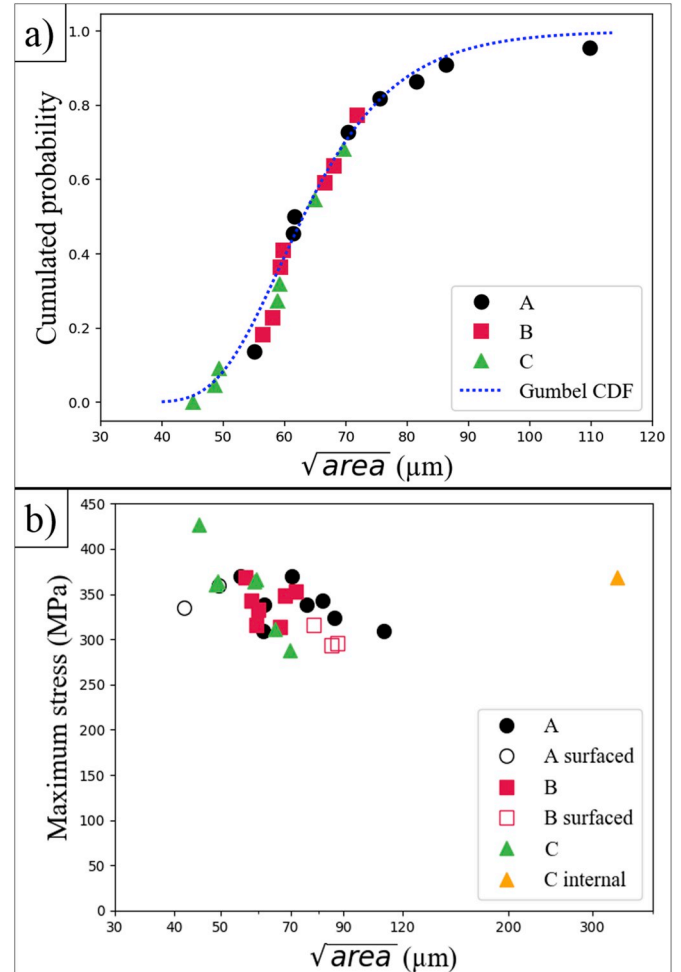 a)
1.0
0.8
0.6
0.4
0.2
0.0
Cumulated probability
A
B
C
Gumbel CDF
30 40 50 60 70 80 90 100 110 120
√area (µm)
b)
450
400
350
300
250
200
150
100
50
0
Maximum stress (MPa)
A
A surfaced
B
B surfaced
C
C internal
30 40 50 70 90 120 200 300
√area (µm)